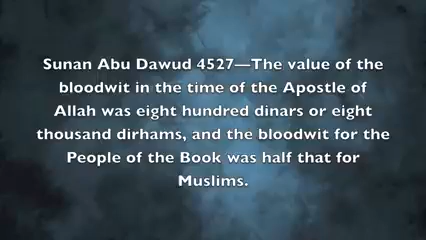 Sunan Abu Dawud 4527—The value of the
bloodwit in the time of the Apostle of
Allah was eight hundred dinars or eight
thousand dirhams, and the bloodwit for the
People of the Book was half that for
Muslims.